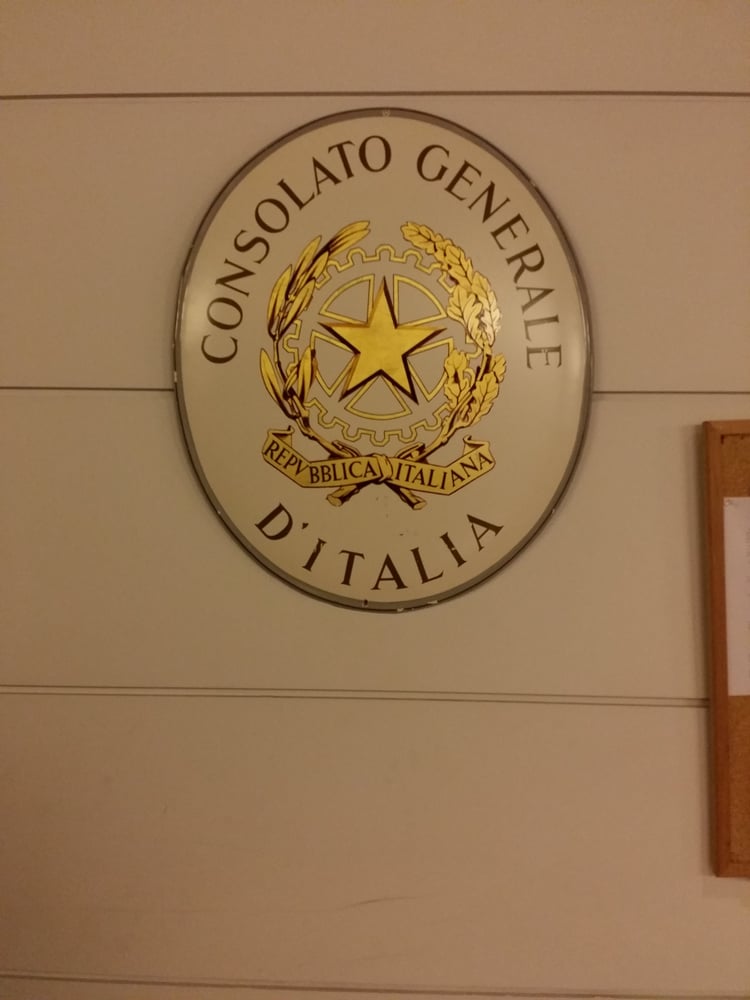 CONSOLATO GENERALE
REPVBBLICA ITALIANA
D'ITALIA